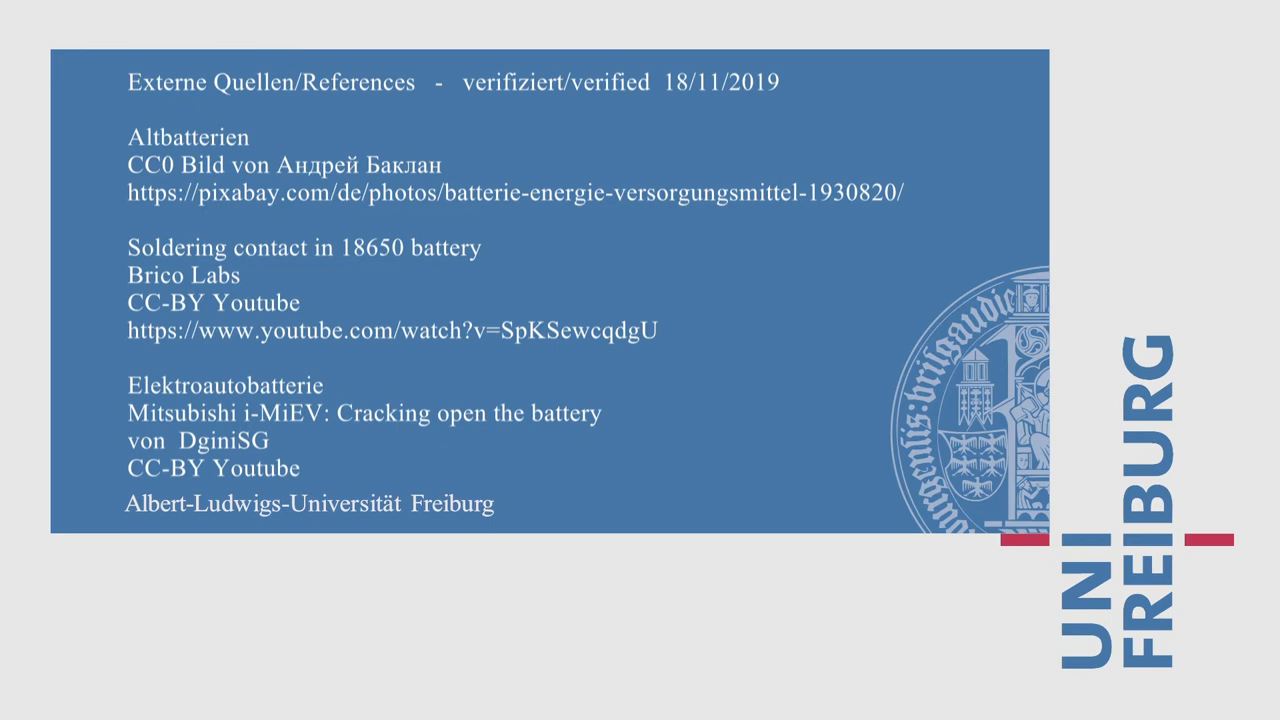 Externe Quellen/References - verifiziert/verified 18/11/2019
Altbatterien
CC0 Bild von Андрей Баклан
https://pixabay.com/de/photos/batterie-energie-versorgungsmittel-1930820/
Soldering contact in 18650 battery
Brico Labs
CC-BY Youtube
https://www.youtube.com/watch?v=SpKSewcqdgU
Elektroautobatterie
Mitsubishi i-MiEV: Cracking open the battery
von DginiSG
CC-BY Youtube
Albert-Ludwigs-Universität Freiburg
UNI
FREIBURG